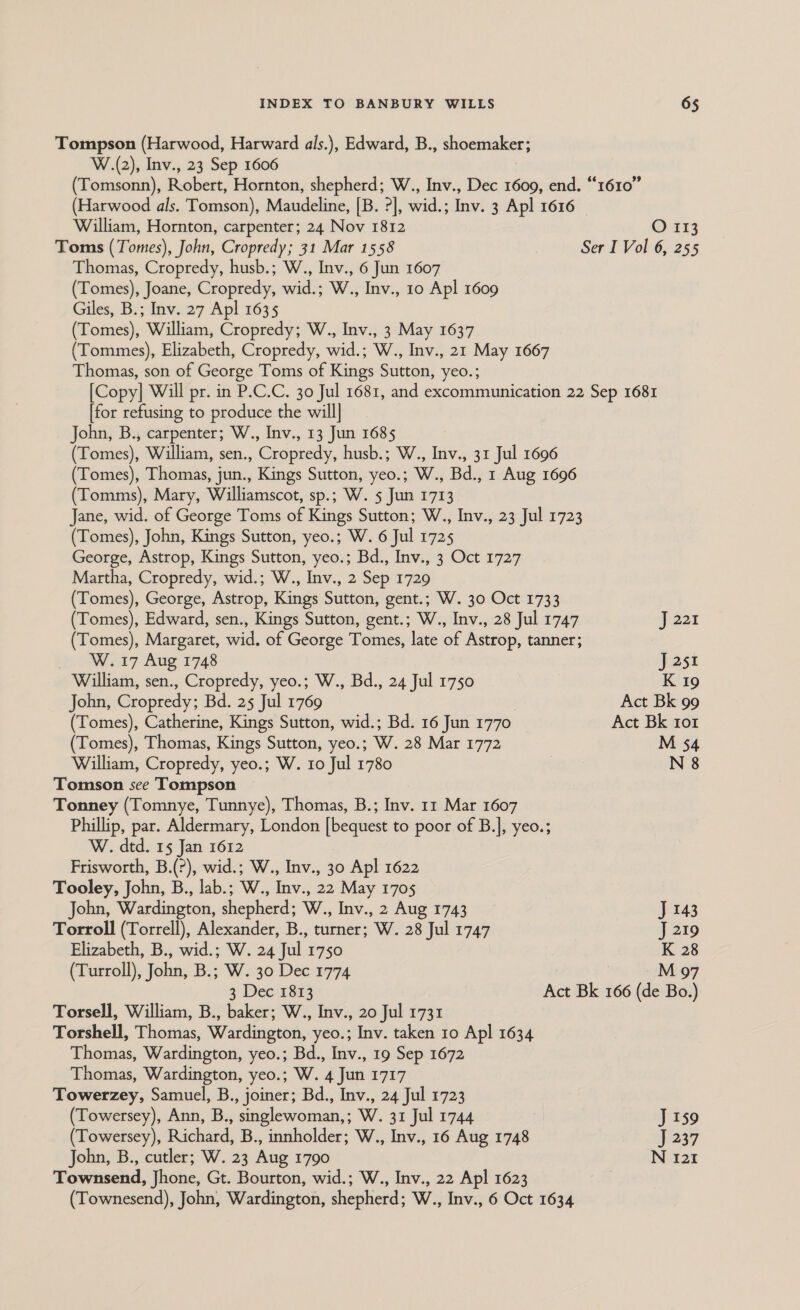 INDEX TO BANBURY WILLS 65
Tompson (Harwood, Harward als.), Edward, B., shoemaker;
W.(2), Inv., 23 Sep 1606
(Tomsonn), Robert, Hornton, shepherd; W., Inv., Dec 1609, end. “1610”
(Harwood als. Tomson), Maudeline, [B. ?], wid.; Inv. 3 Apl 1616
William, Hornton, carpenter; 24 Nov 1812 O 113
Toms (Tomes), John, Cropredy; 31 Mar 1558 Ser I Vol 6, 255
Thomas, Cropredy, husb.; W., Inv., 6 Jun 1607
(Tomes), Joane, Cropredy, wid.; W., Inv., 10 Apl 1609
Giles, B.; Inv. 27 Apl 1635
(Tomes), William, Cropredy; W., Inv., 3 May 1637
(Tommes), Elizabeth, Cropredy, wid.; W., Inv., 21 May 1667
Thomas, son of George Toms of Kings Sutton, yeo.;
[Copy] Will pr. in P.C.C. 30 Jul 1681, and excommunication 22 Sep 1681
[for refusing to produce the will]
John, B., carpenter; W., Inv., 13 Jun 1685
(Tomes), William, sen., Cropredy, husb.; W., Inv., 31 Jul 1696
(Tomes), Thomas, jun., Kings Sutton, yeo.; W., Bd., 1 Aug 1696
(Tomms), Mary, Williamscot, sp.; W. 5 Jun 1713
Jane, wid. of George Toms of Kings Sutton; W., Inv., 23 Jul 1723
(Tomes), John, Kings Sutton, yeo.; W. 6 Jul 1725
George, Astrop, Kings Sutton, yeo.; Bd., Inv., 3 Oct 1727
Martha, Cropredy, wid.; W., Inv., 2 Sep 1729
(Tomes), George, Astrop, Kings Sutton, gent.; W. 30 Oct 1733
(Tomes), Edward, sen., Kings Sutton, gent.; W., Inv., 28 Jul 1747 J 221
(Tomes), Margaret, wid. of George Tomes, late of Astrop, tanner;
W. 17 Aug 1748 J 251
William, sen., Cropredy, yeo.; W., Bd., 24 Jul 1750 K 19
John, Cropredy; Bd. 25 Jul 1769 Act Bk 99
(Tomes), Catherine, Kings Sutton, wid.; Bd. 16 Jun 1770 Act Bk 101
(Tomes), Thomas, Kings Sutton, yeo.; W. 28 Mar 1772 M 54
William, Cropredy, yeo.; W. 10 Jul 1780 N 8
Tomson see Tompson
Tonney (Tomnye, Tunnye), Thomas, B.; Inv. 11 Mar 1607
Phillip, par. Aldermary, London [bequest to poor of B.], yeo.;
W. dtd. 15 Jan 1612
Frisworth, B.(?), wid.; W., Inv., 30 Apl 1622
Tooley, John, B., lab.; W., Inv., 22 May 1705
John, Wardington, shepherd; W., Inv., 2 Aug 1743 J 143
Torroll (Torrell), Alexander, B., turner; W. 28 Jul 1747 J 219
Elizabeth, B., wid.; W. 24 Jul 1750 K 28
(Turroll), John, B.; W. 30 Dec 1774 M 97
3 Dec 1813 Act Bk 166 (de Bo.)
Torsell, William, B., baker; W., Inv., 20 Jul 1731
Torshell, Thomas, Wardington, yeo.; Inv. taken 10 Apl 1634
Thomas, Wardington, yeo.; Bd., Inv., 19 Sep 1672
Thomas, Wardington, yeo.; W. 4 Jun 1717
Towerzey, Samuel, B., joiner; Bd., Inv., 24 Jul 1723
(Towersey), Ann, B., singlewoman,; W. 31 Jul 1744 J 159
(Towersey), Richard, B., innholder; W., Inv., 16 Aug 1748 J 237
John, B., cutler; W. 23 Aug 1790 N 121
Townsend, Jhone, Gt. Bourton, wid.; W., Inv., 22 Apl 1623
(Townesend), John, Wardington, shepherd; W., Inv., 6 Oct 1634